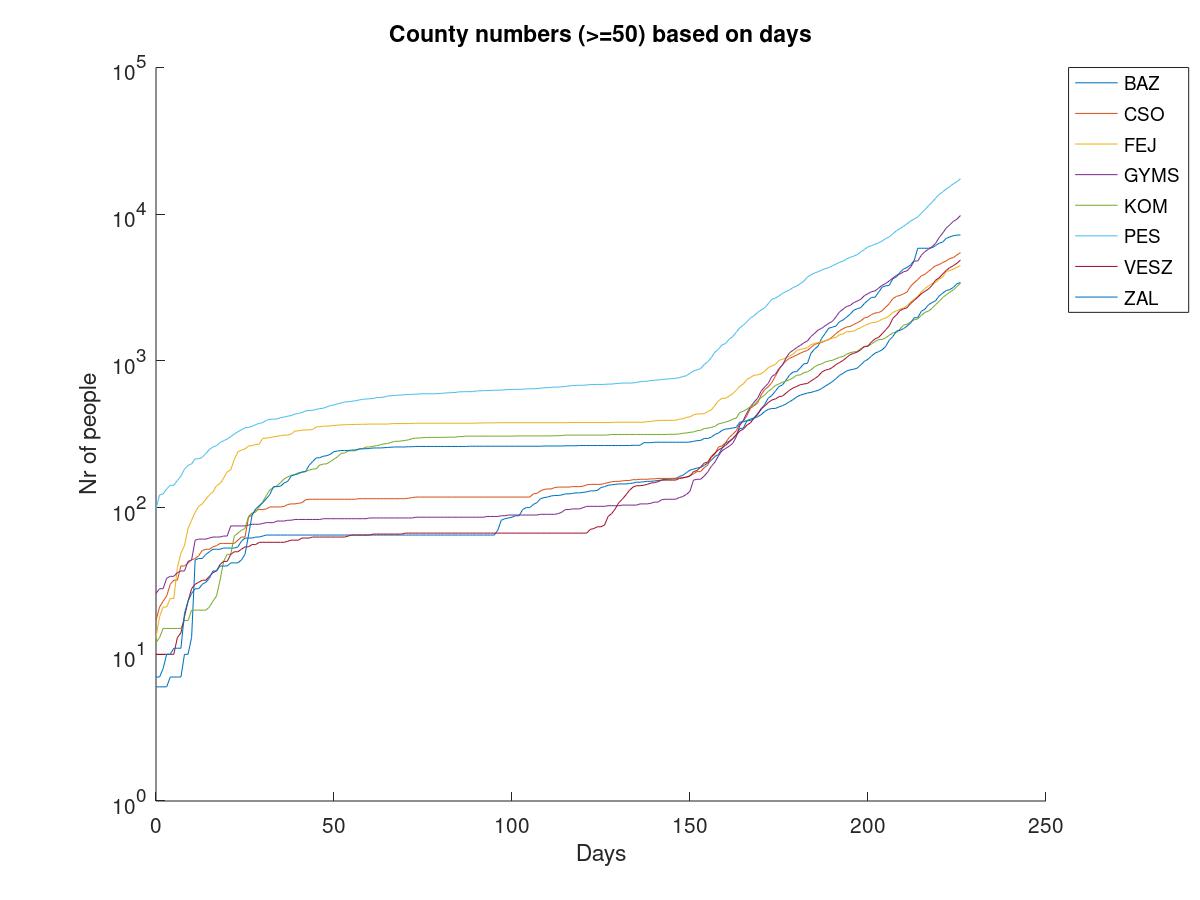 County numbers (>=50) based on days
10^5
10^4
10^3
10^2
10^1
10^0
Nr of people
0 50 100 150 200 250
Days
BAZ
CSO
FEJ
GYMS
KOM
PES
VESZ
ZAL